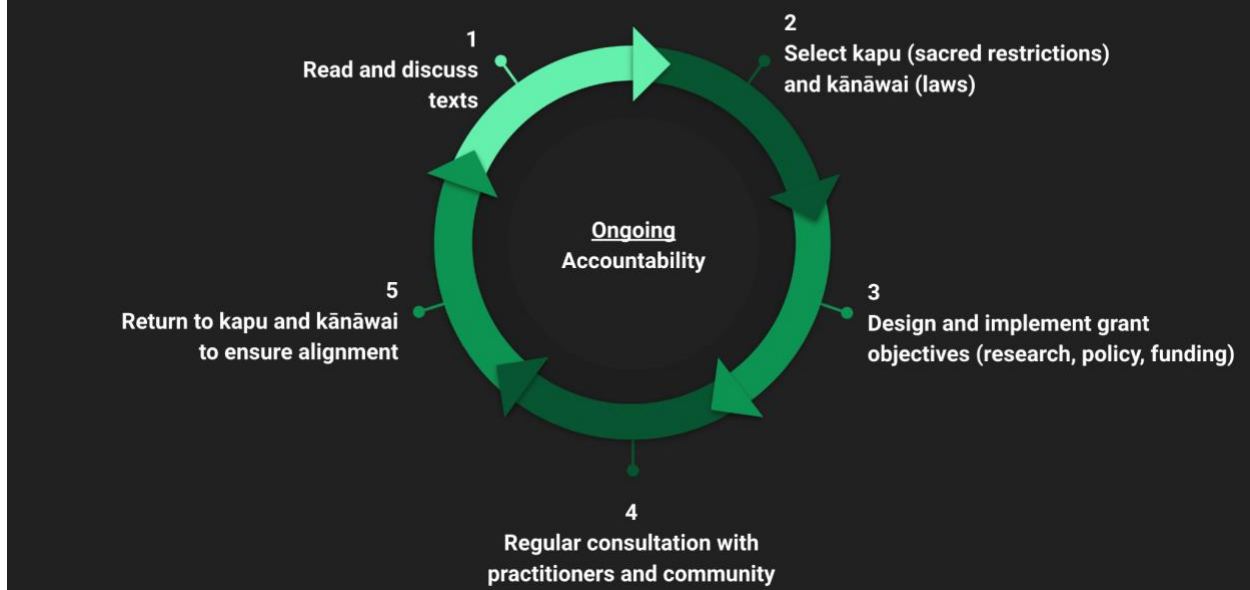 1
Read and discuss
texts
2
Select kapu (sacred restrictions)
and kānāwai (laws)
Ongoing
Accountability
3
Design and implement grant
objectives (research, policy, funding)
4
Regular consultation with
practitioners and community
5
Return to kapu and kānāwai
to ensure alignment